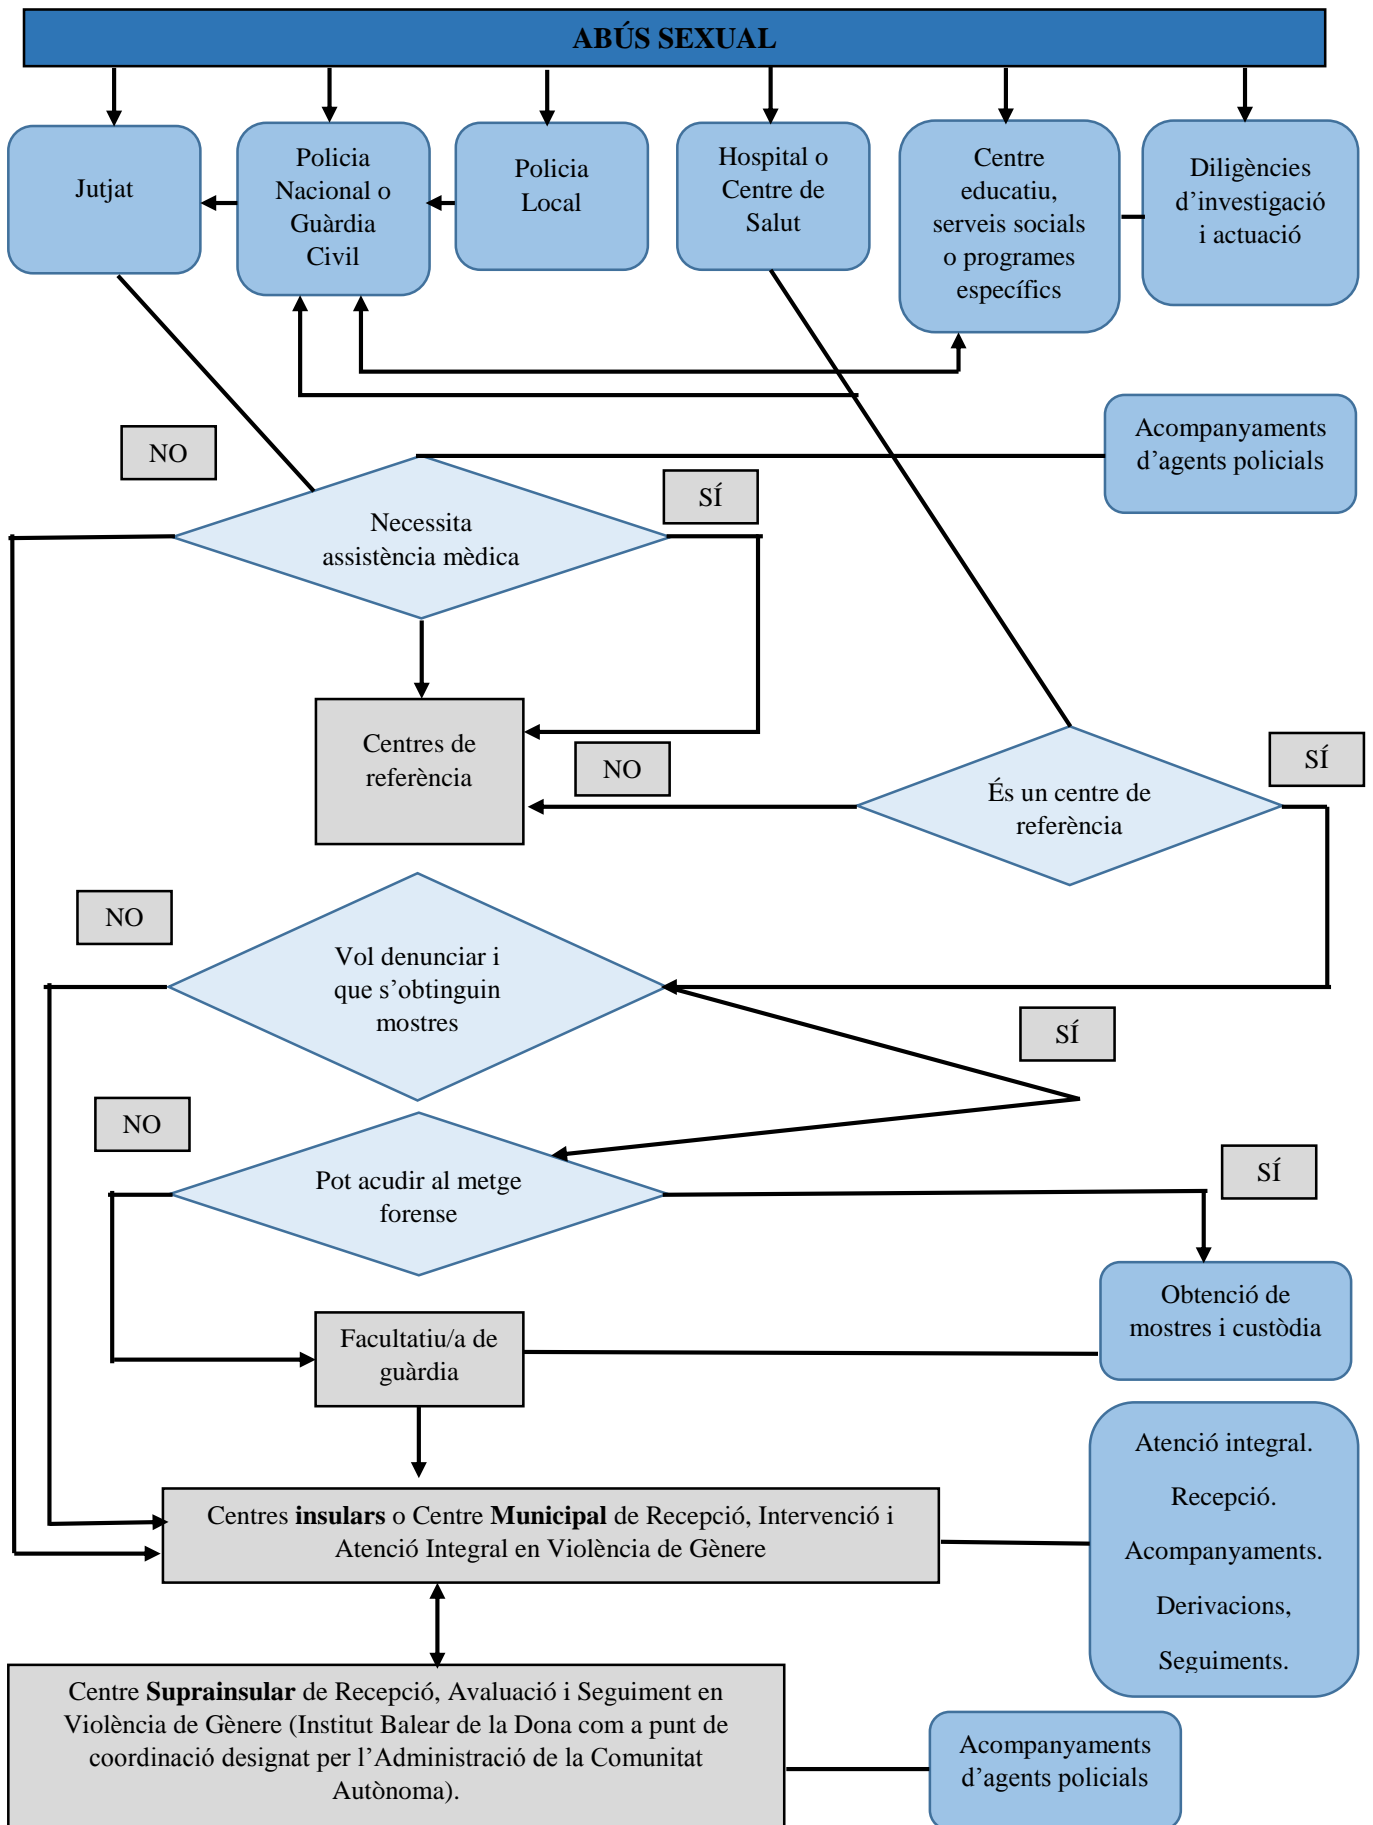 ABÚS SEXUAL
Jutjat
Policia
Nacional o
Guàrdia
Civil
Policia
Local
Hospital o
Centre de
Salut
Centre
educatiu,
serveis socials
o programes
específics
Diligències
d’investigació
i actuació
Acompanyaments
d’agents policials
NO
SÍ
Necessita
assistència mèdica
Centres de
referència
NO
SÍ
És un centre de
referència
NO
Vol denunciar i
que s’obtinguin
mostres
SÍ
NO
Pot acudir al metge
forense
SÍ
Obtenció de
mostres i custòdia
Facultatiu/a de
guàrdia
Atenció integral.
Recepció.
Acompanyaments.
Derivacions,
Seguiments.
Centres insulars o Centre Municipal de Recepció, Intervenció i
Atenció Integral en Violència de Gènere
Centre Suprainsular de Recepció, Avaluació i Seguiment en
Violència de Gènere (Institut Balear de la Dona com a punt de
coordinació designat per l’Administració de la Comunitat
Autònoma).
Acompanyaments
d’agents policials